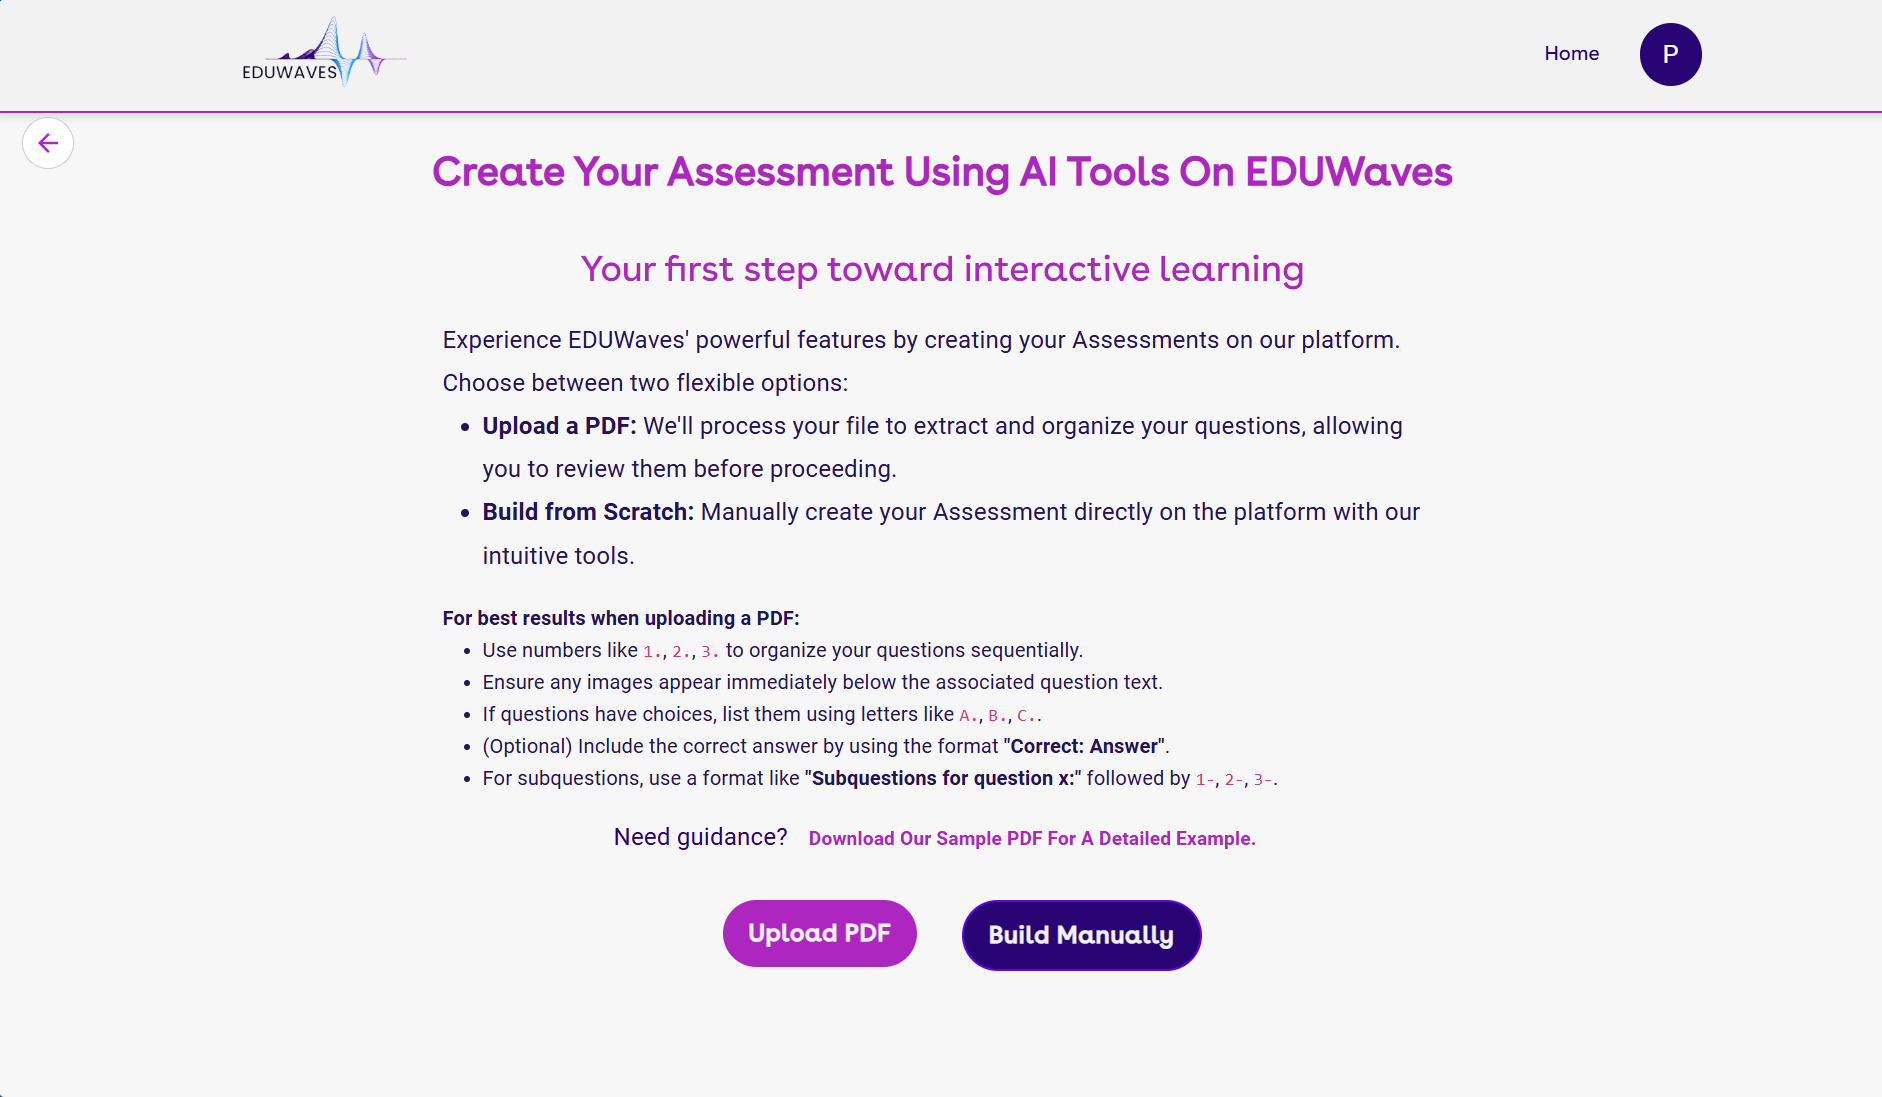 EDUWAVES
Home
P
Create Your Assessment Using AI Tools On EDUWaves
Your first step toward interactive learning
Experience EDUWaves' powerful features by creating your Assessments on our platform.
Choose between two flexible options:
• Upload a PDF: We'll process your file to extract and organize your questions, allowing
you to review them before proceeding.
• Build from Scratch: Manually create your Assessment directly on the platform with our
intuitive tools.
For best results when uploading a PDF:
• Use numbers like 1., 2., 3. to organize your questions sequentially.
• Ensure any images appear immediately below the associated question text.
• If questions have choices, list them using letters like A., B., C..
• (Optional) Include the correct answer by using the format "Correct: Answer".
• For subquestions, use a format like "Subquestions for question x:" followed by 1-, 2-, 3-.
Need guidance? Download Our Sample PDF For A Detailed Example.
Upload PDF
Build Manually